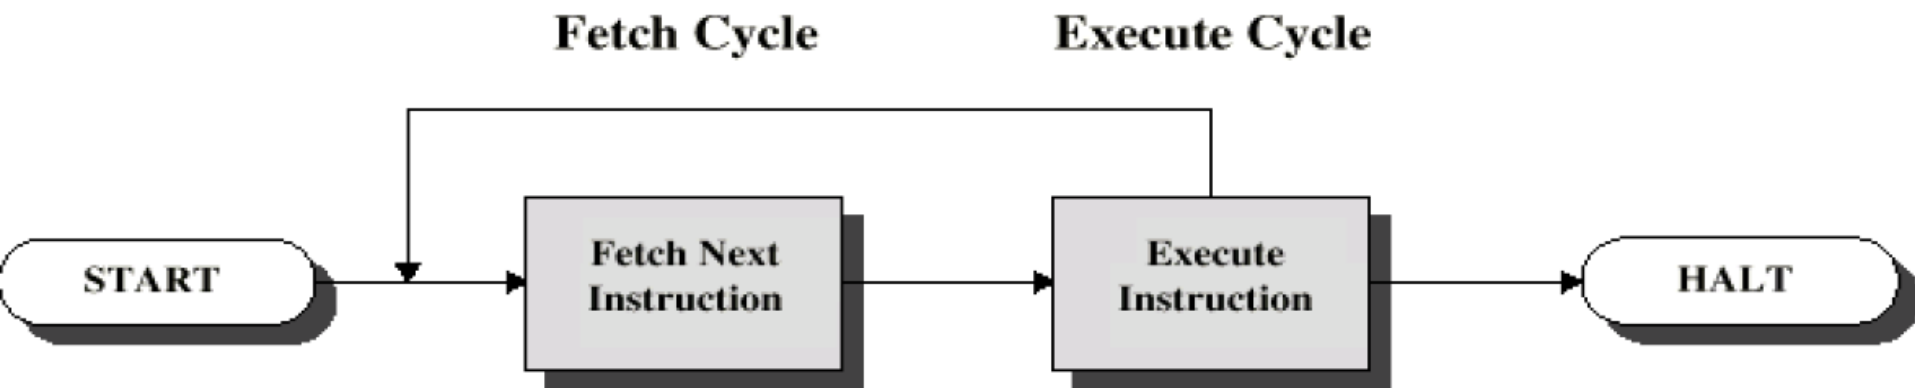 Fetch Cycle
Execute Cycle
START
Fetch Next
Instruction
Execute
Instruction
HALT